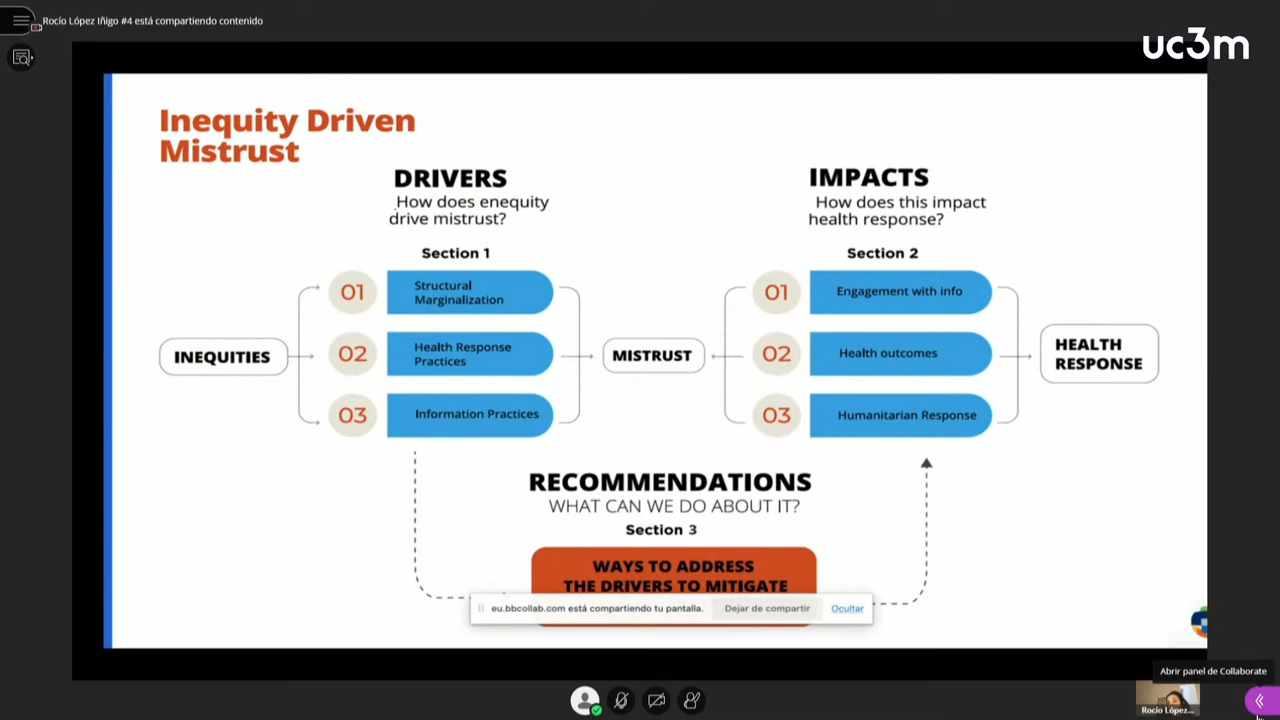 Rocío López Iñigo #4 está compartiendo contenido
uc3m
Inequity Driven
Mistrust
DRIVERS
How does enequity
drive mistrust?
Section 1
IMPACTS
How does this impact
health response?
Section 2
INEQUITIES
01
Structural
Marginalization
02
Health Response
Practices
03
Information Practices
MISTRUST
01
Engagement with info
02
Health outcomes
03
Humanitarian Response
HEALTH
RESPONSE
RECOMMENDATIONS
WHAT CAN WE DO ABOUT IT?
Section 3
WAYS TO ADDRESS
THE DRIVERS TO MITIGATE
eu.bbcollab.com está compartiendo tu pantalla.
Dejar de compartir
Ocultar
Abrir panel de Collaborate
Rocío López...